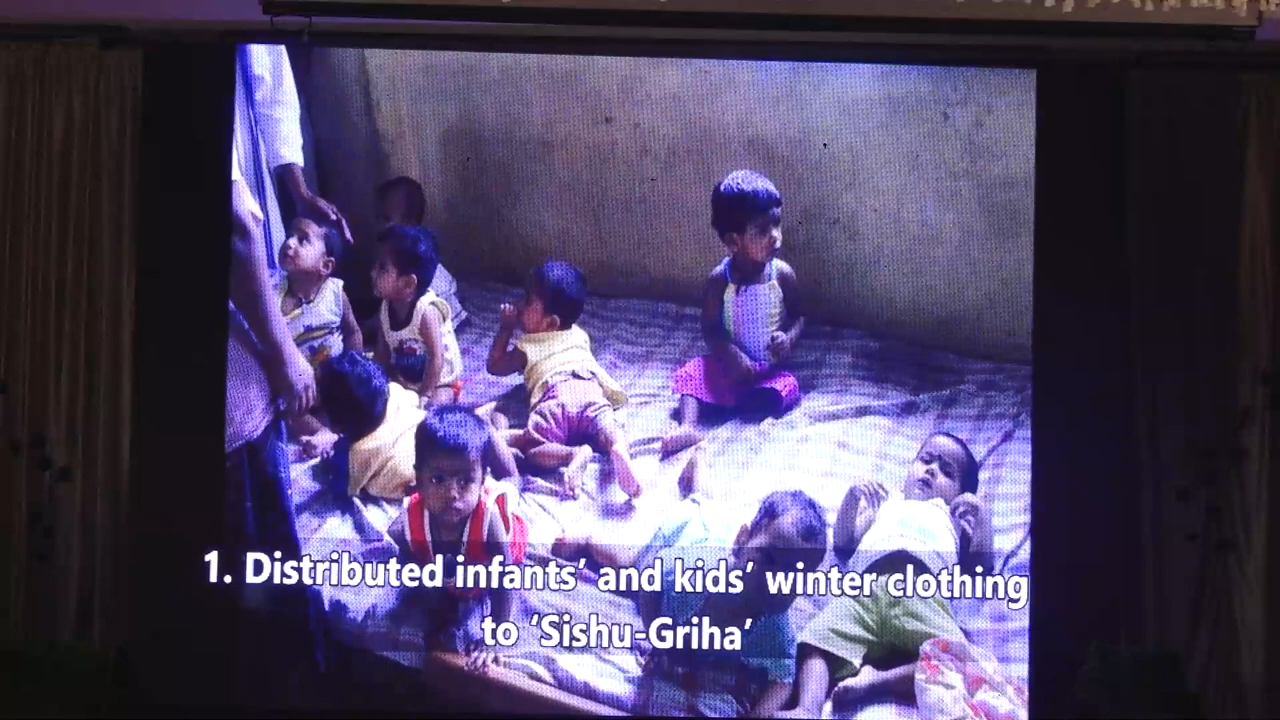 1. Distributed infants’ and kids’ winter clothing
to ‘Sishu-Griha’